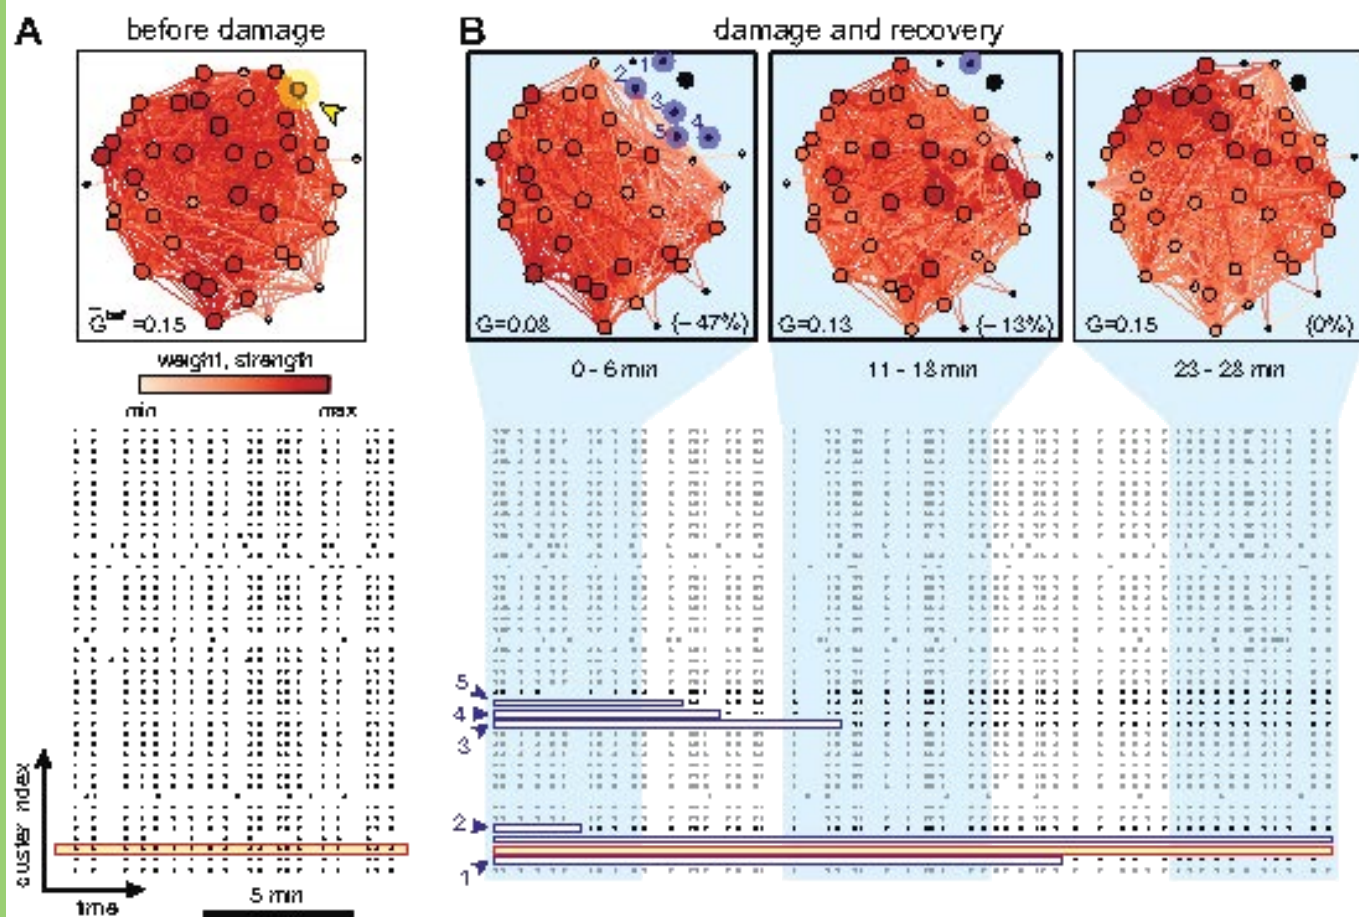 A
before damage
G^bef =0.15
weight, strength
min
max
cluster index
time
5 min
B
damage and recovery
1
2
3
5
4
G=0.08
(−47%)
G=0.13
(−13%)
G=0.15
(0%)
0 - 6 min
11 - 18 min
23 - 28 min
5
4
3
2
1